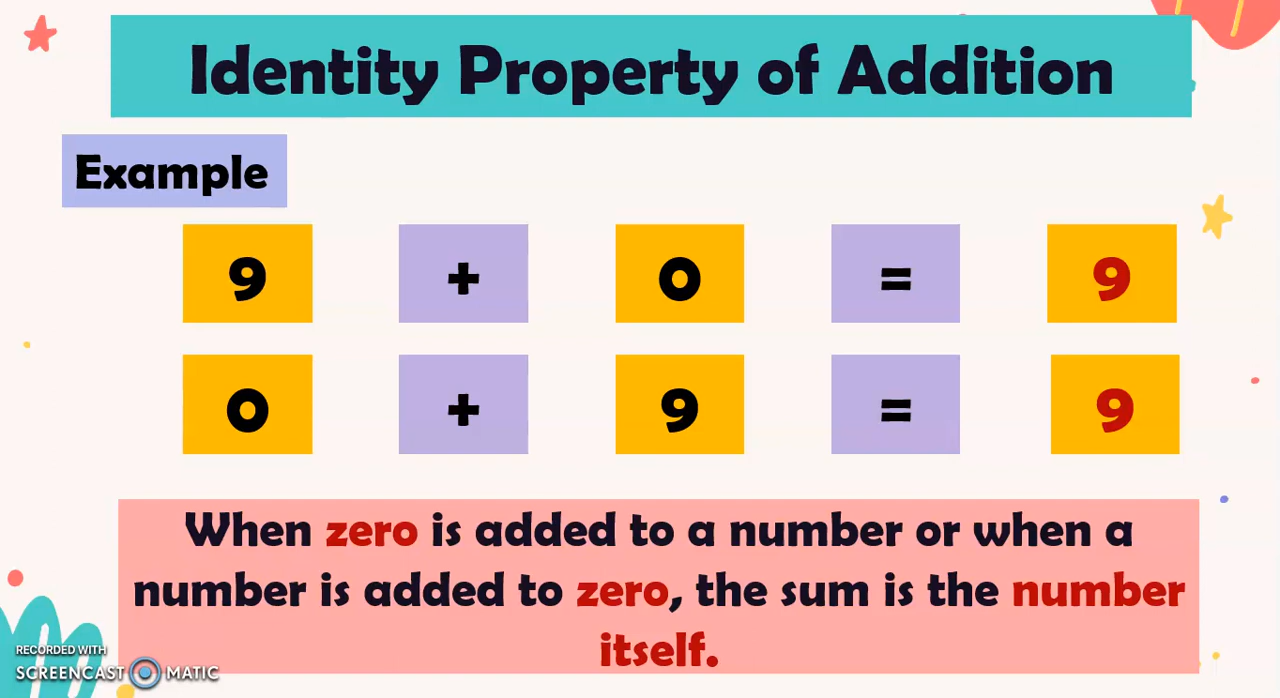 Identity Property of Addition
Example
9 + 0 = 9
0 + 9 = 9
When zero is added to a number or when a
number is added to zero, the sum is the number
itself.
RECORDED WITH
SCREENCAST MATIC